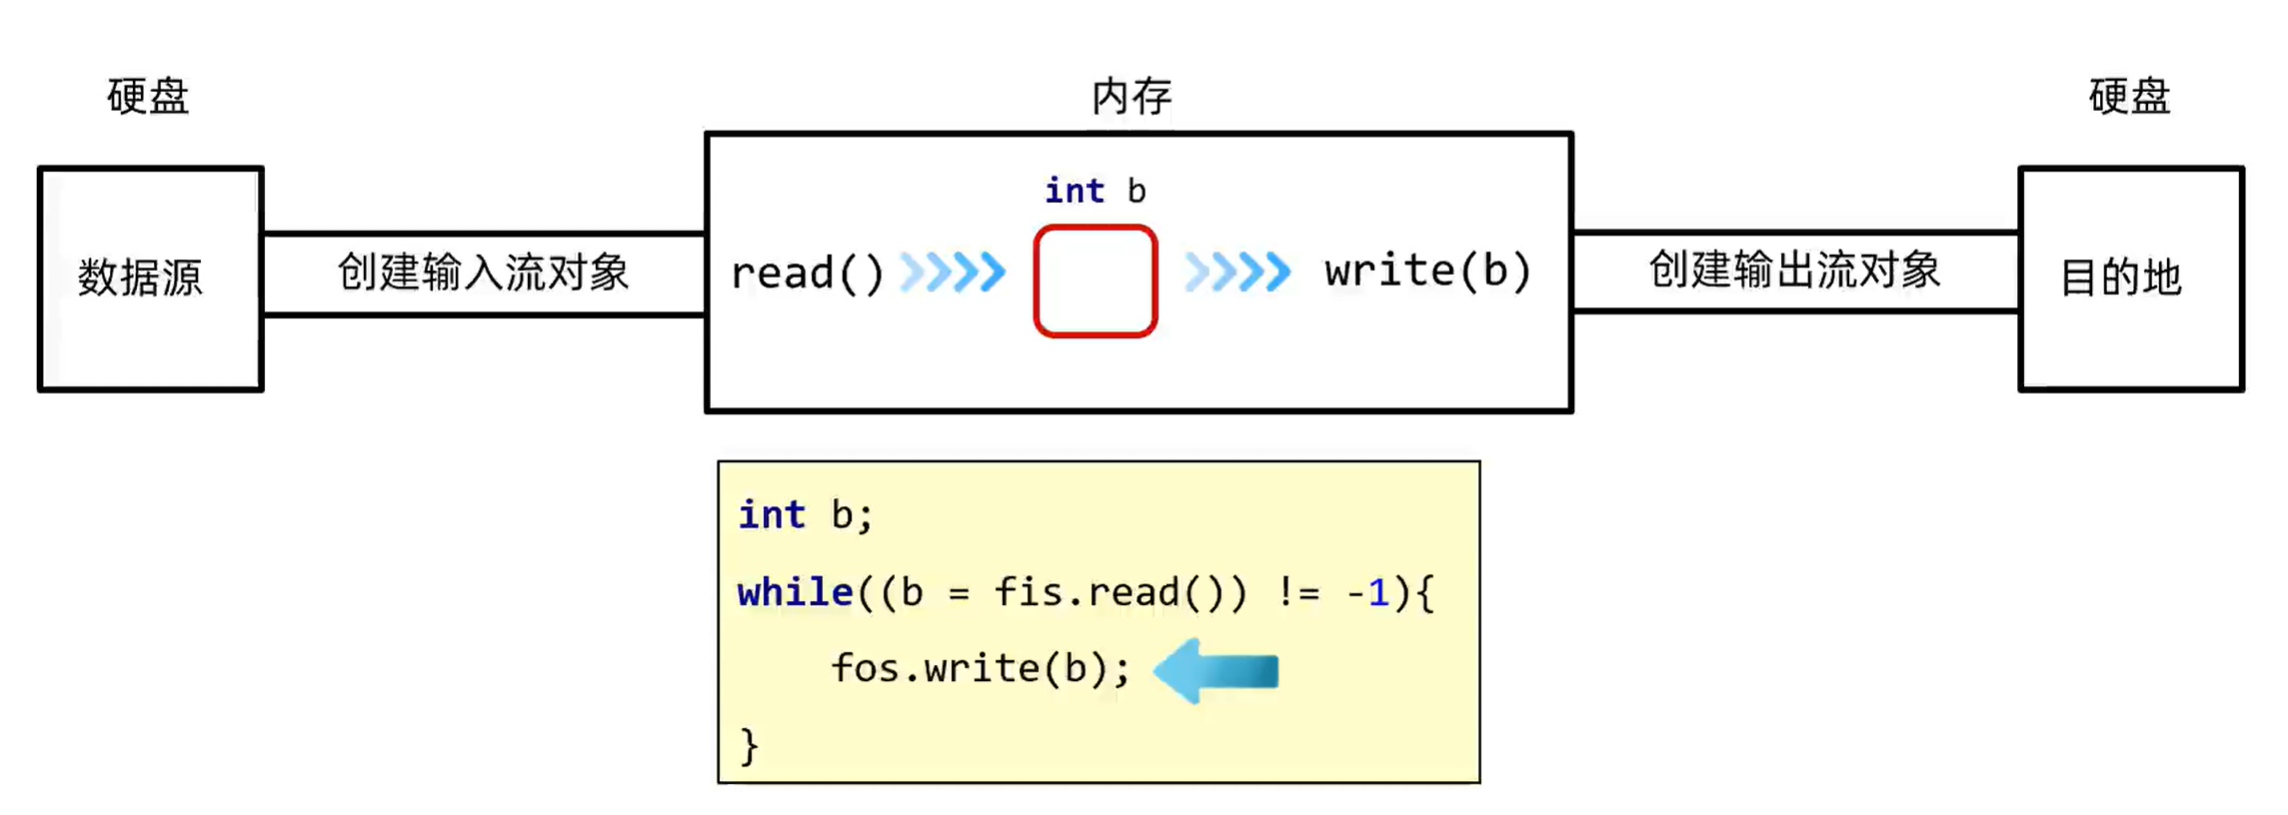 硬盘
内存
硬盘
int b
数据源
创建输入流对象
read()
write(b)
创建输出流对象
目的地
int b;
while((b = fis.read()) != -1){
fos.write(b);
}